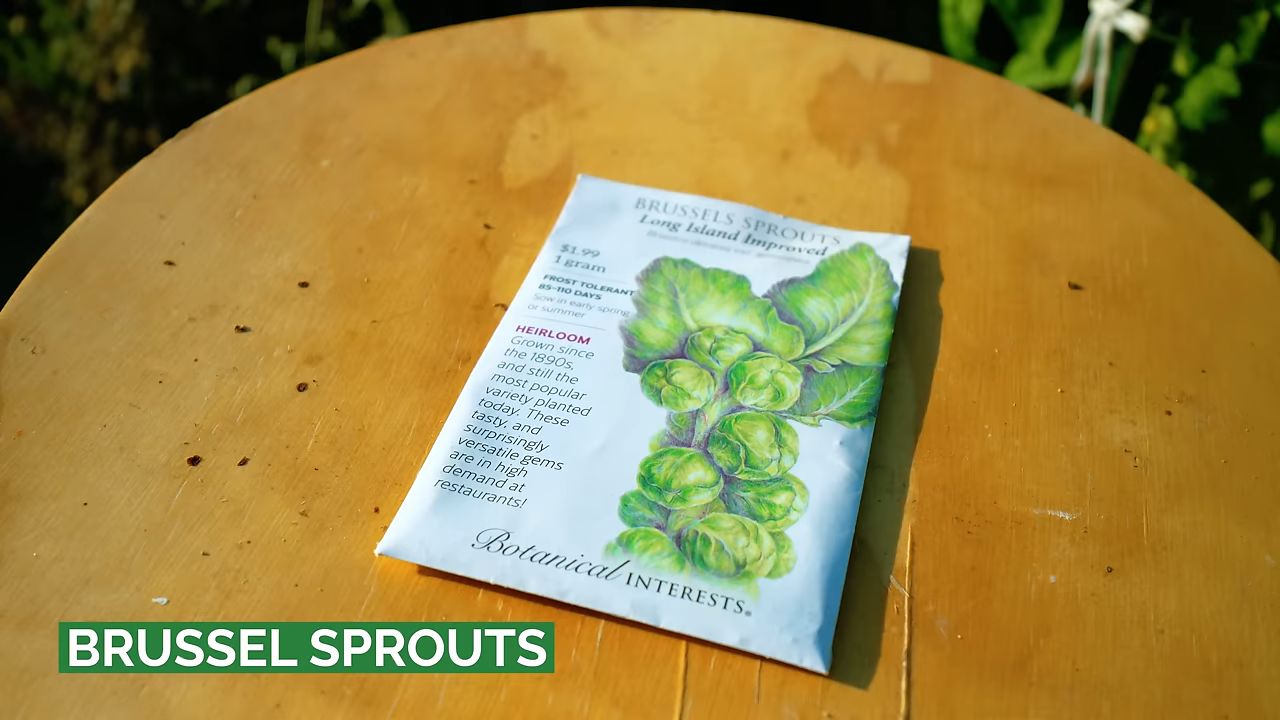 BRUSSELS SPROUTS
Long Island Improved
$1.99
1 gram
FROST TOLERANT
85-110 DAYS
Sow in early spring
or summer
HEIRLOOM
Grown since
the 1890s,
and still the
most popular
variety planted
today. These
tasty, and
surprisingly
versatile gems
are in high
demand at
restaurants!
Botanical INTERESTS®
BRUSSEL SPROUTS